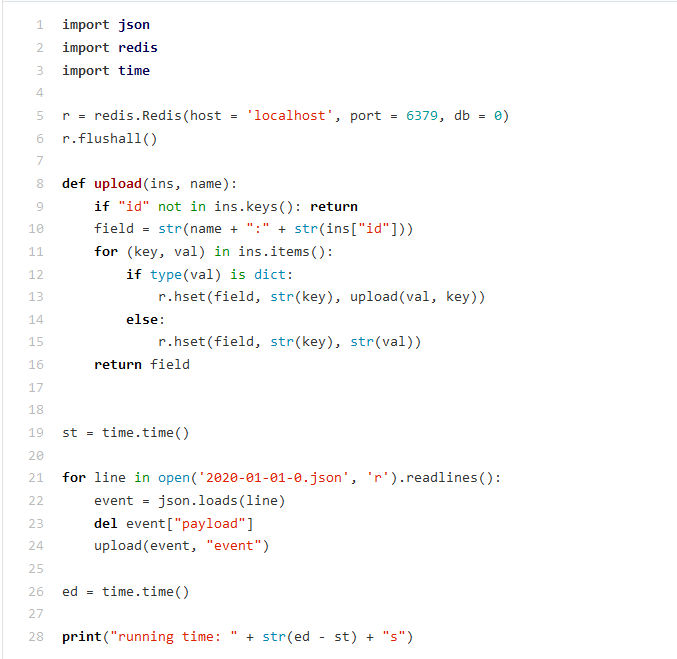 1 import json
2 import redis
3 import time
4
5 r = redis.Redis(host = 'localhost', port = 6379, db = 0)
6 r.flushall()
7
8 def upload(ins, name):
9     if "id" not in ins.keys(): return
10     field = str(name + ":" + str(ins["id"]))
11     for (key, val) in ins.items():
12         if type(val) is dict:
13             r.hset(field, str(key), upload(val, key))
14         else:
15             r.hset(field, str(key), str(val))
16     return field
17
18
19 st = time.time()
20
21 for line in open('2020-01-01-0.json', 'r').readlines():
22     event = json.loads(line)
23     del event["payload"]
24     upload(event, "event")
25
26 ed = time.time()
27
28 print("running time: " + str(ed - st) + "s")